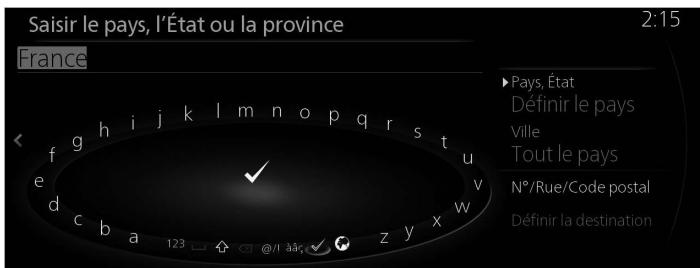 Saisir le pays, l'État ou la province
2:15
France
Pays, État
Définir le pays
Ville
Tout le pays
N°/Rue/Code postal
Définir la destination
a b c d e f g h i j k l m n o p q r s t u v w x y z
123 @/! àâç